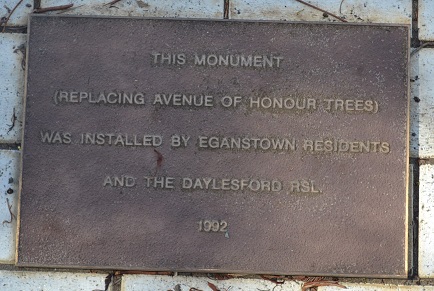 THIS MONUMENT
(REPLACING AVENUE OF HONOUR TREES)
WAS INSTALLED BY EGANSTOWN RESIDENTS
AND THE DAYLESFORD RSL.
1992